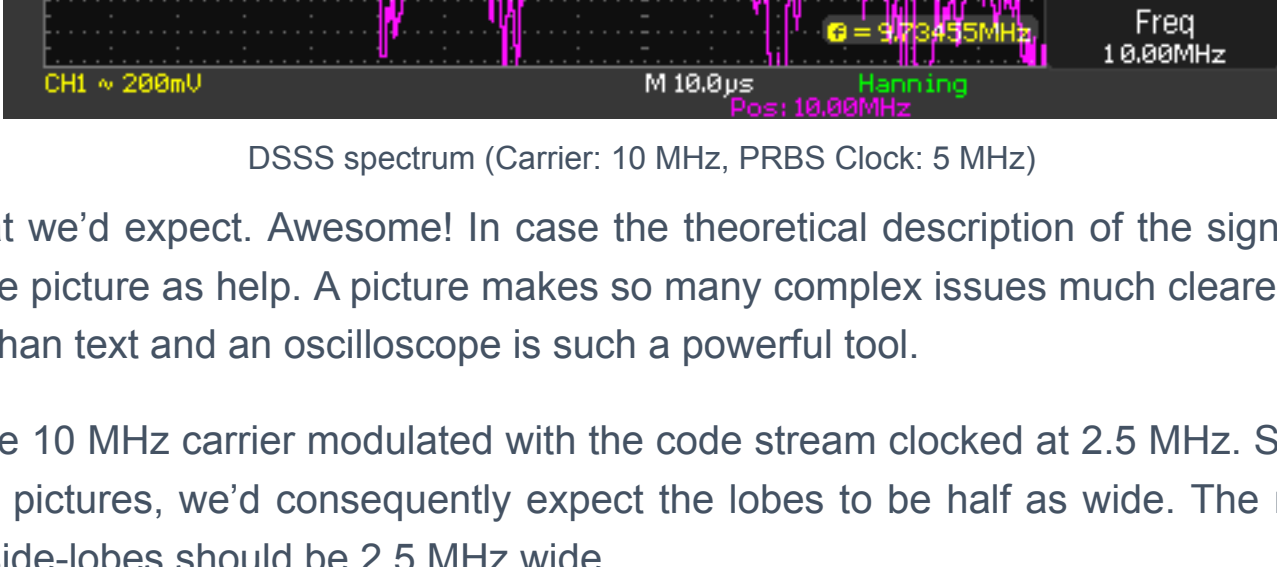 f = 9.73455MHz
Freq
10.00MHz
CH1 ~ 200mV
M 10.0µs
Hanning
Pos: 10.00MHz
DSSS spectrum (Carrier: 10 MHz, PRBS Clock: 5 MHz)
we’d expect. Awesome! In case the theoretical description of the
picture as help. A picture makes so many complex issues much
than text and an oscilloscope is such a powerful tool.
10 MHz carrier modulated with the code stream clocked at 2.5 MHz.
pictures, we’d consequently expect the lobes to be half as wide. The
side-lobes should be 2.5 MHz wide